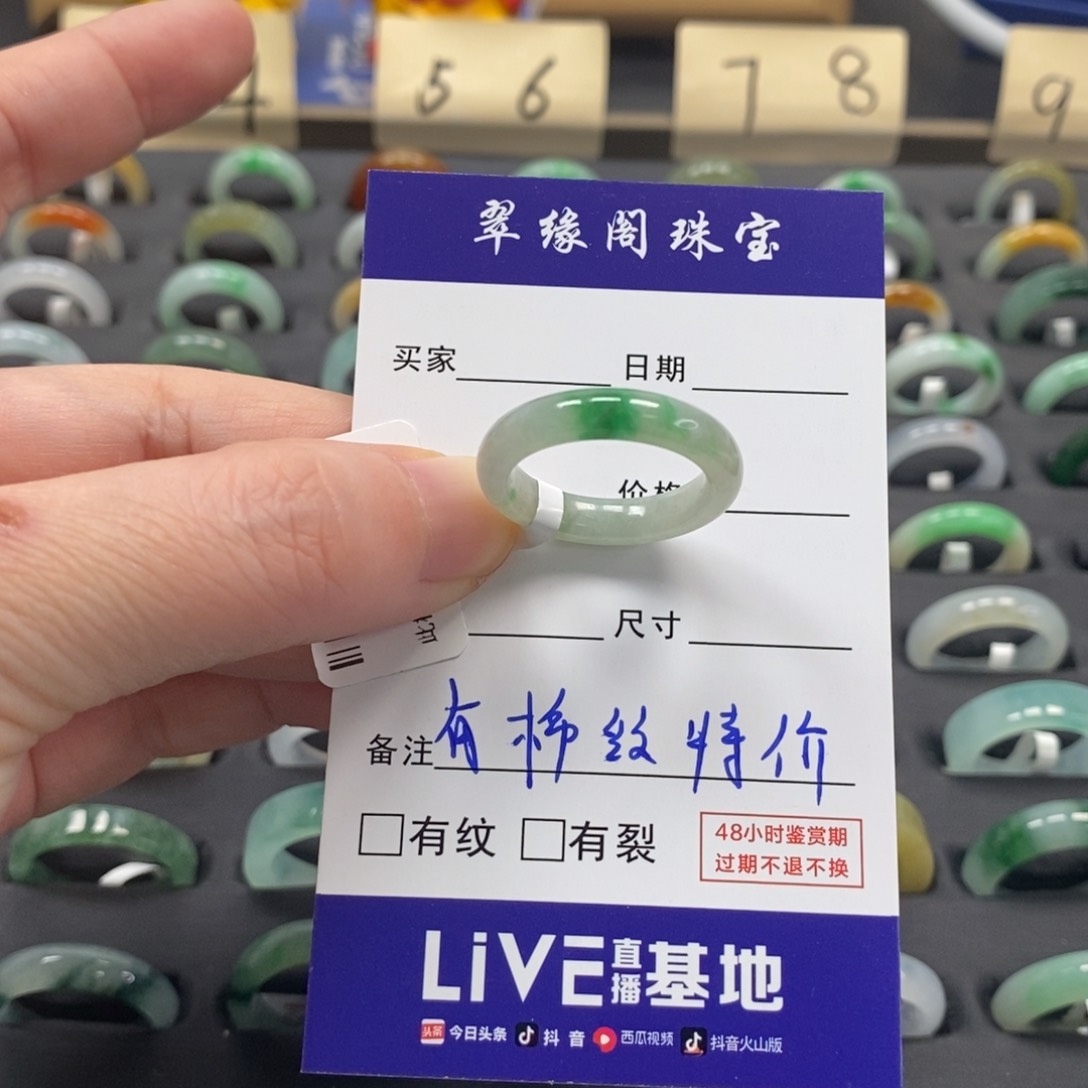 4
5 6
7 8
9
翠缘阁珠宝
买家 日期
价格
尺寸
备注 有棉纹特价
有纹 有裂
48小时鉴赏期
过期不退不换
LiVE直播基地
头条 今日头条 抖音 西瓜视频 抖音火山版